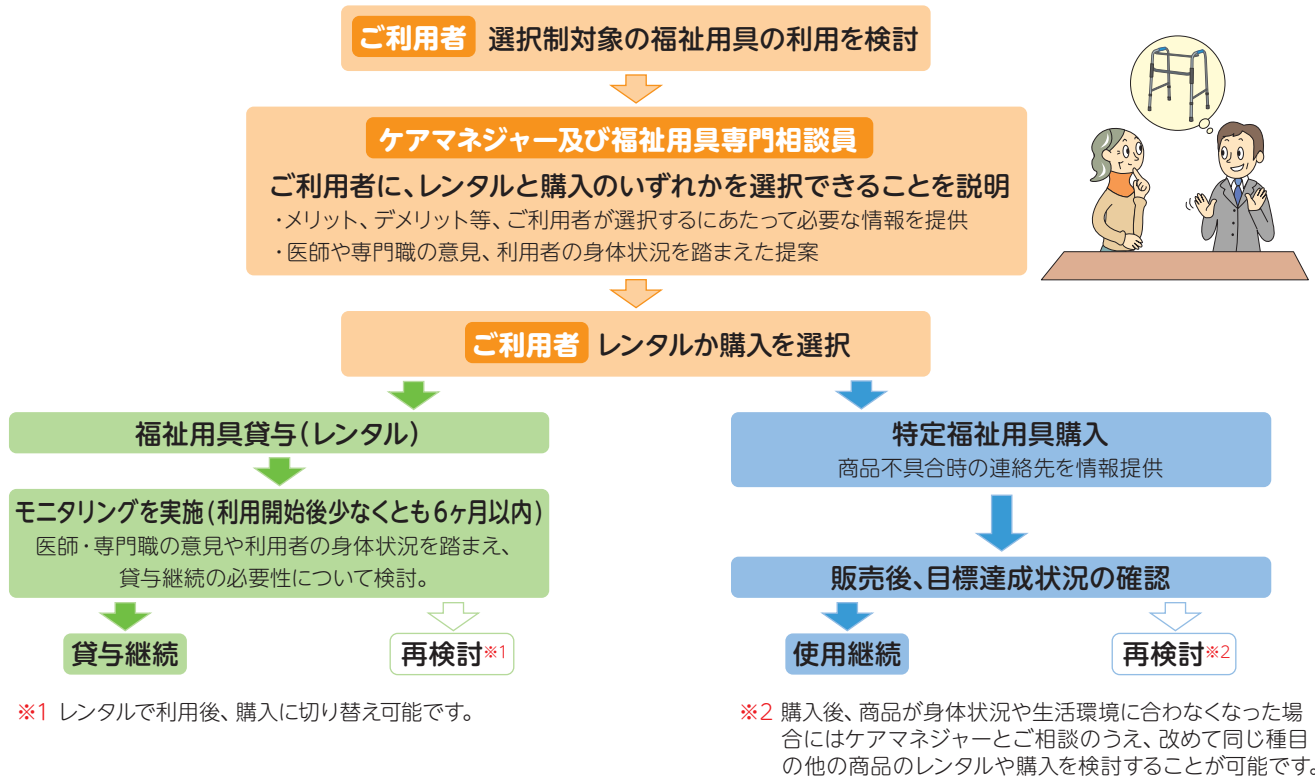 ご利用者 選択制対象の福祉用具の利用を検討
ケアマネジャー及び福祉用具専門相談員
ご利用者に、レンタルと購入のいずれかを選択できることを説明
・メリット、デメリット等、ご利用者が選択するにあたって必要な情報を提供
・医師や専門職の意見、利用者の身体状況を踏まえた提案
ご利用者 レンタルか購入を選択
福祉用具貸与(レンタル)
モニタリングを実施(利用開始後少なくとも6ヶ月以内)
医師・専門職の意見や利用者の身体状況を踏まえ、
貸与継続の必要性について検討。
貸与継続
再検討※1
※1 レンタルで利用後、購入に切り替え可能です。
特定福祉用具購入
商品不具合時の連絡先を情報提供
販売後、目標達成状況の確認
使用継続
再検討※2
※2 購入後、商品が身体状況や生活環境に合わなくなった場
合にはケアマネジャーとご相談のうえ、改めて同じ種目
の他の商品のレンタルや購入を検討することが可能です。